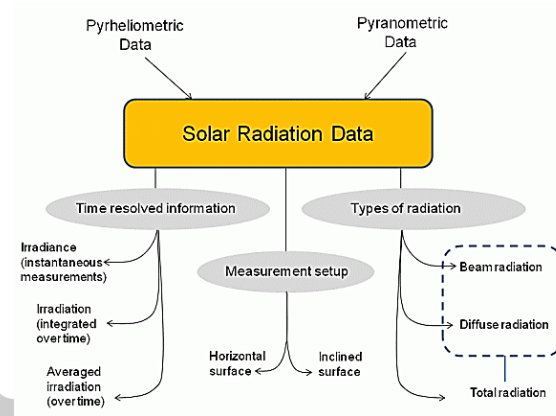 Pyrheliometric
Data
Pyranometric
Data
Solar Radiation Data
Time resolved information
Types of radiation
Irradiance
(instantaneous
measurements)
Measurement setup
Beam radiation
Irradiation
(integrated
over time)
Diffuse radiation
Horizontal
surface
Inclined
surface
Averaged
irradiation
(over time)
Total radiation